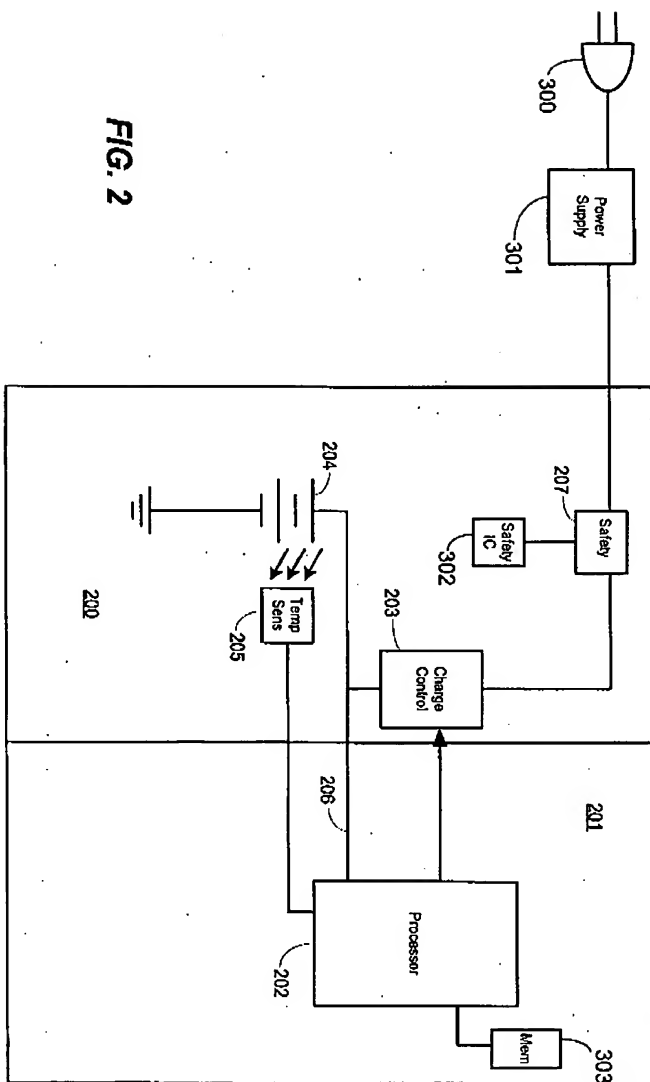 300
Power
Supply
301
FIG. 2
207
Safety
Safety
IC
302
203
Charge
Control
204
Temp
Sens
205
200
206
201
Processor
202
Mem
303